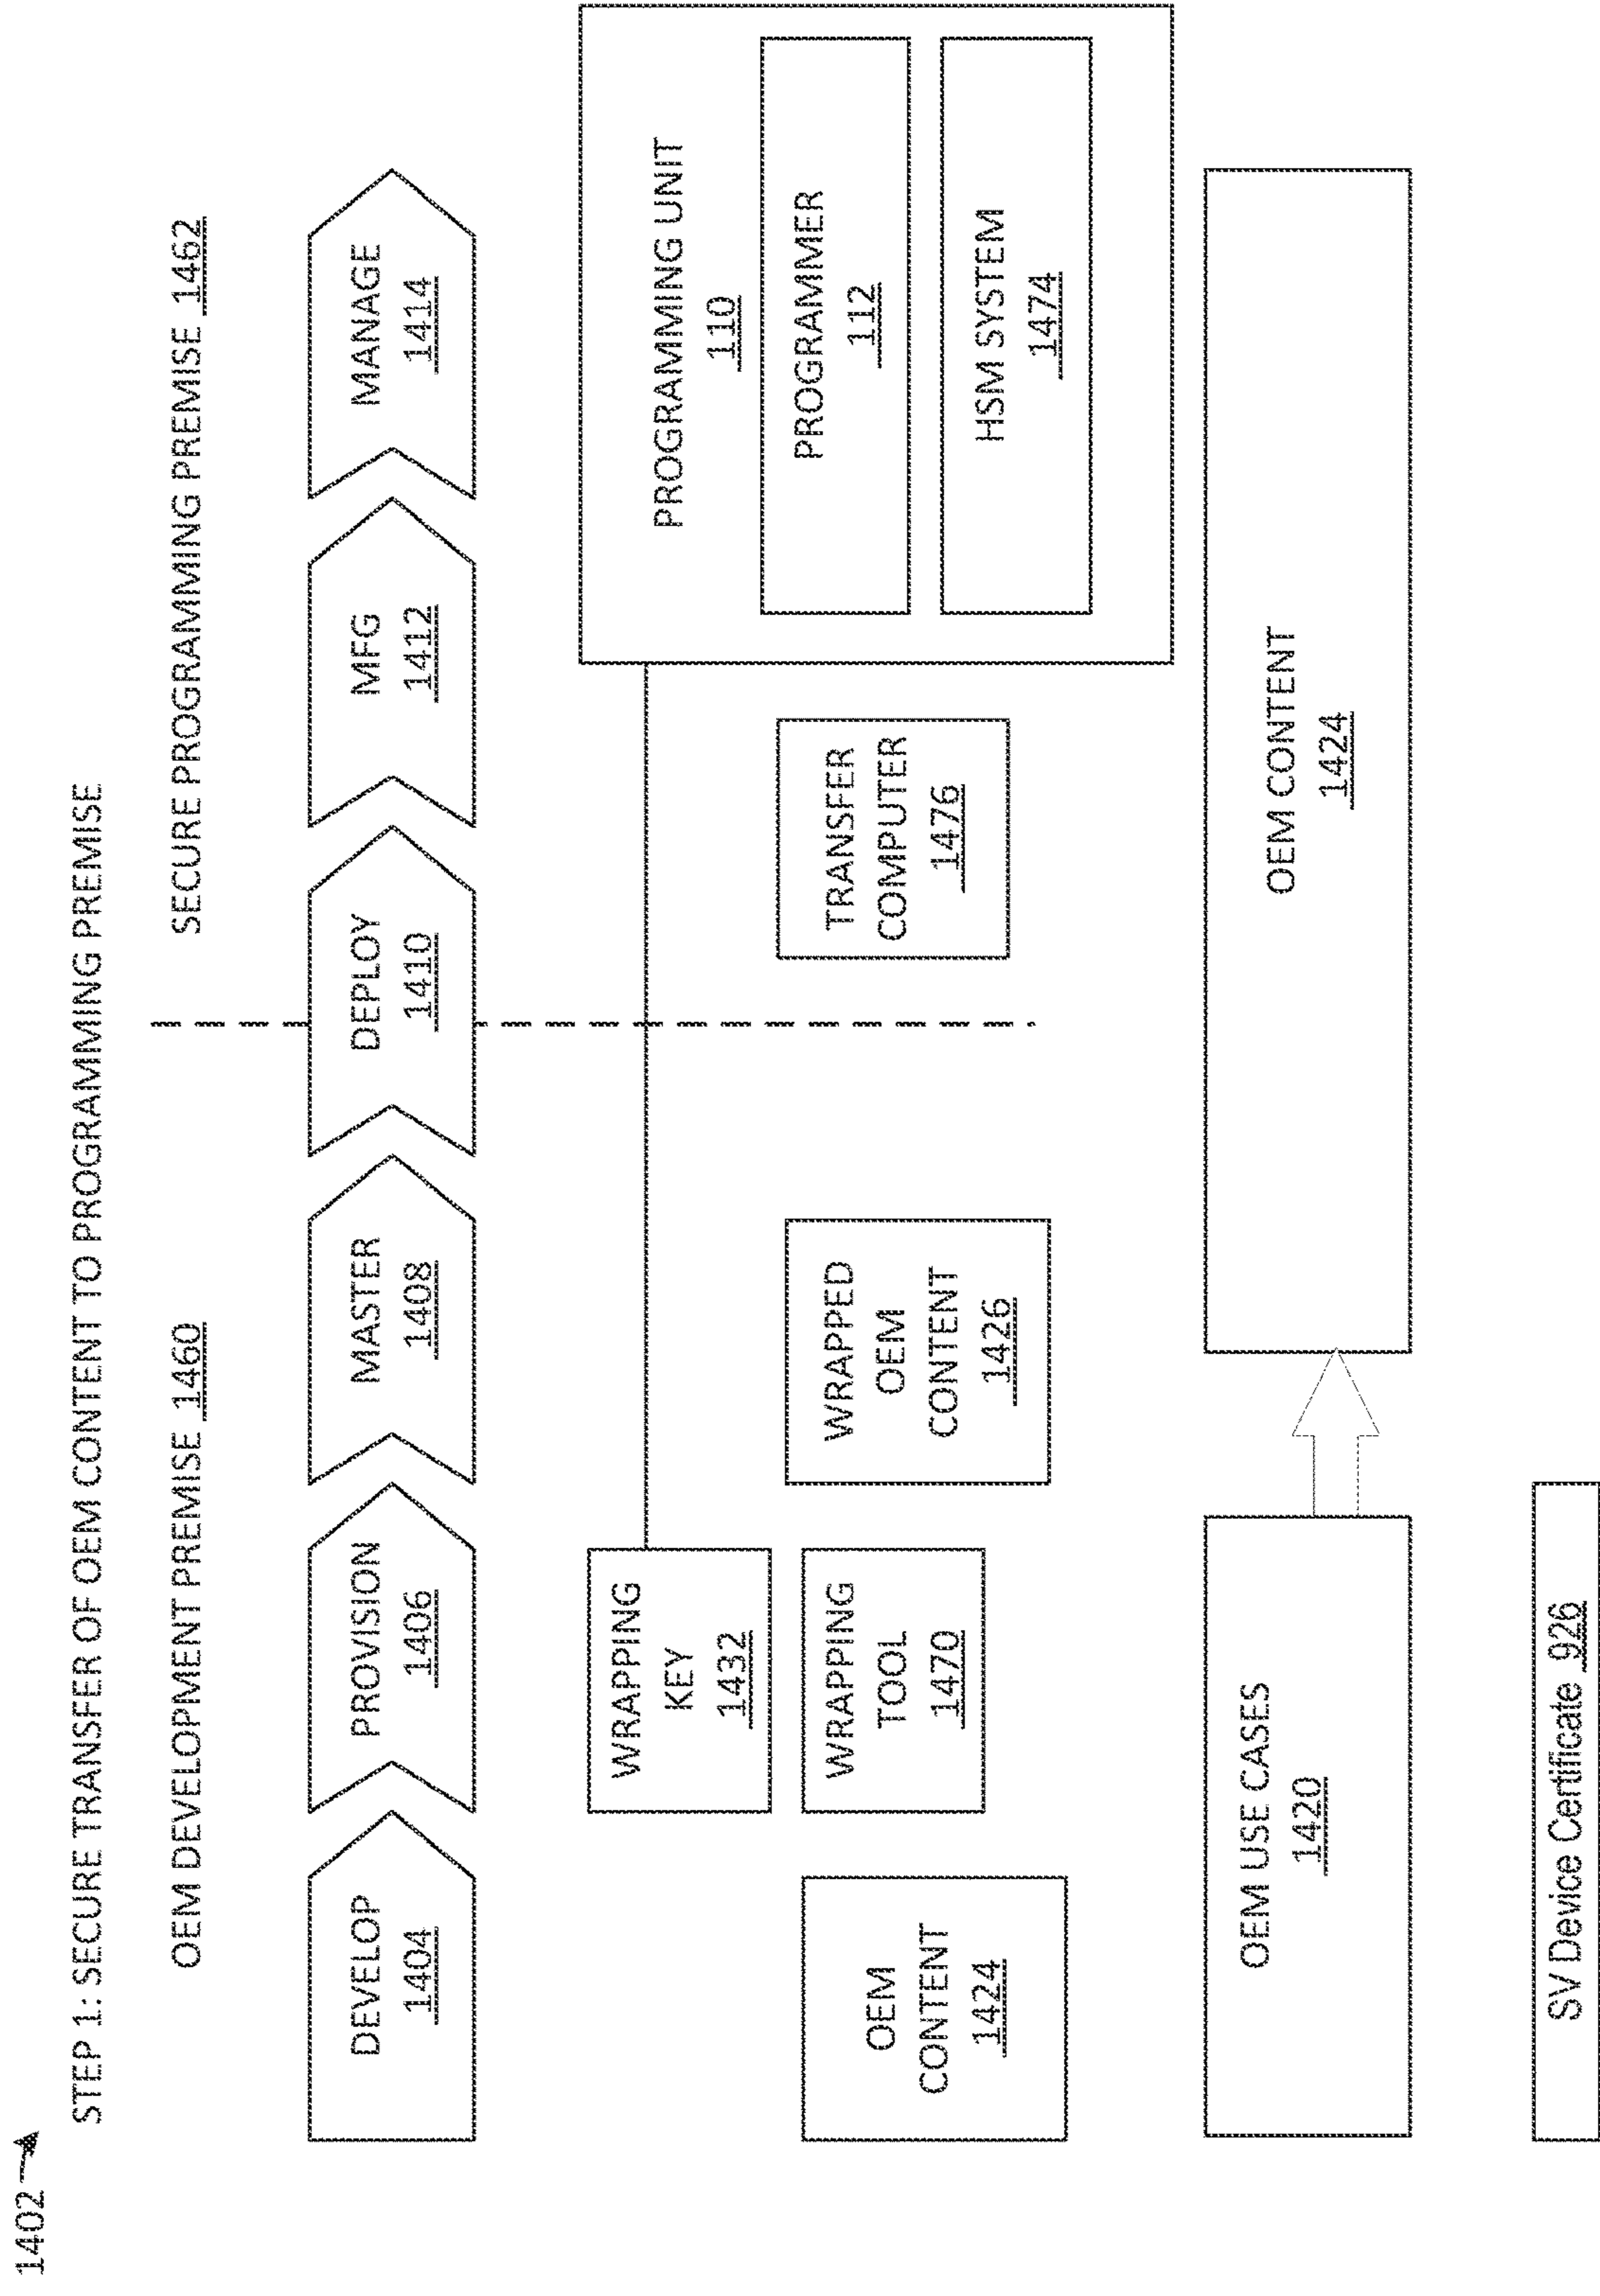 1402
STEP 1: SECURE TRANSFER OF OEM CONTENT TO PROGRAMMING PREMISE
OEM DEVELOPMENT PREMISE 1460
SECURE PROGRAMMING PREMISE 1462
DEVELOP
1404
PROVISION
1406
MASTER
1408
DEPLOY
1410
MFG
1412
MANAGE
1414
WRAPPING
KEY
1432
PROGRAMMING UNIT
110
PROGRAMMER
112
HSM SYSTEM
1474
OEM
CONTENT
1424
WRAPPING
TOOL
1470
WRAPPED
OEM
CONTENT
1426
TRANSFER
COMPUTER
1476
OEM USE CASES
1420
OEM CONTENT
1424
SV Device Certificate 926